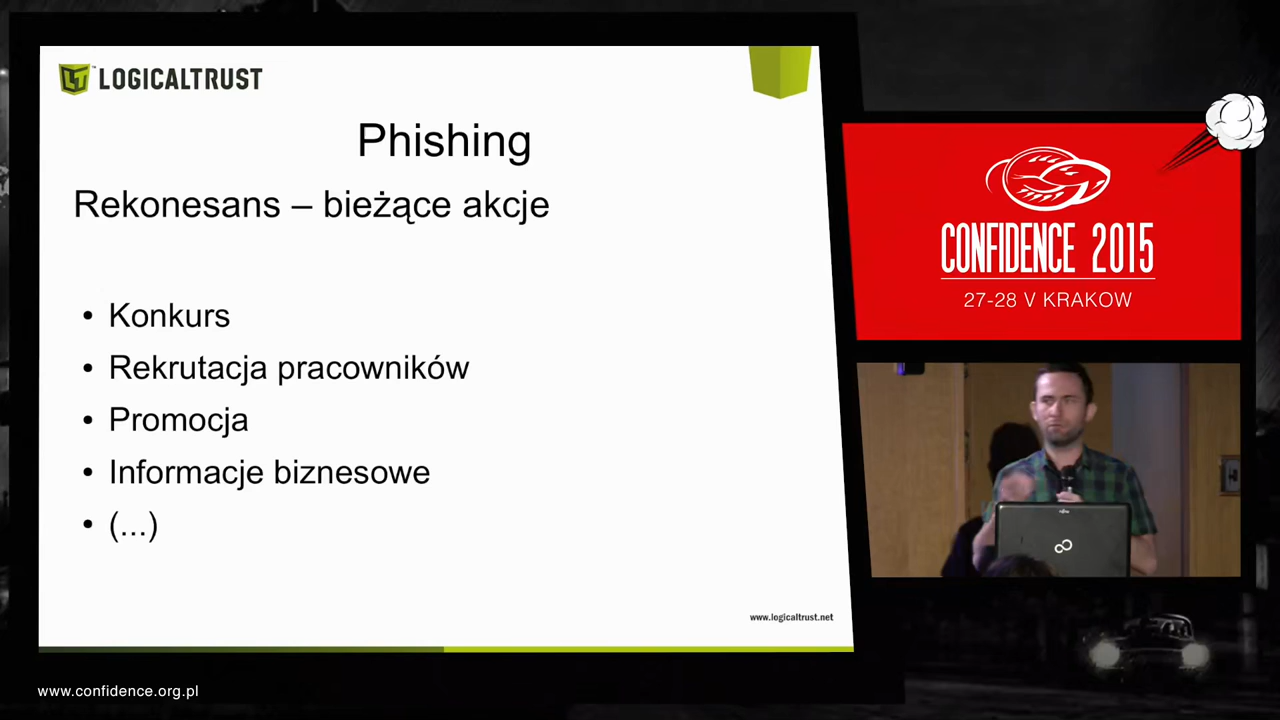 LOGICALTRUST
Phishing
Rekonesans – bieżące akcje
• Konkurs
• Rekrutacja pracowników
• Promocja
• Informacje biznesowe
• (...)
www.logicaltrust.net
CONFIDENCE 2015
27-28 V KRAKOW
www.confidence.org.pl